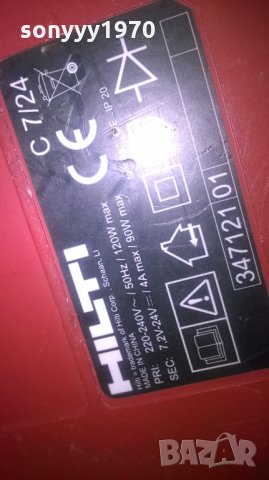 sonyyy1970
C 7/24
CE
IP 20
HILTI
Hilti = trademark of Hilti Corp., Schaan, LI
MADE IN CHINA
PRI: 220-240V~ / 50Hz / 120W max
SEC: 7.2V-24V / 4A max / 90W max
347121 01
BAZAR.bg